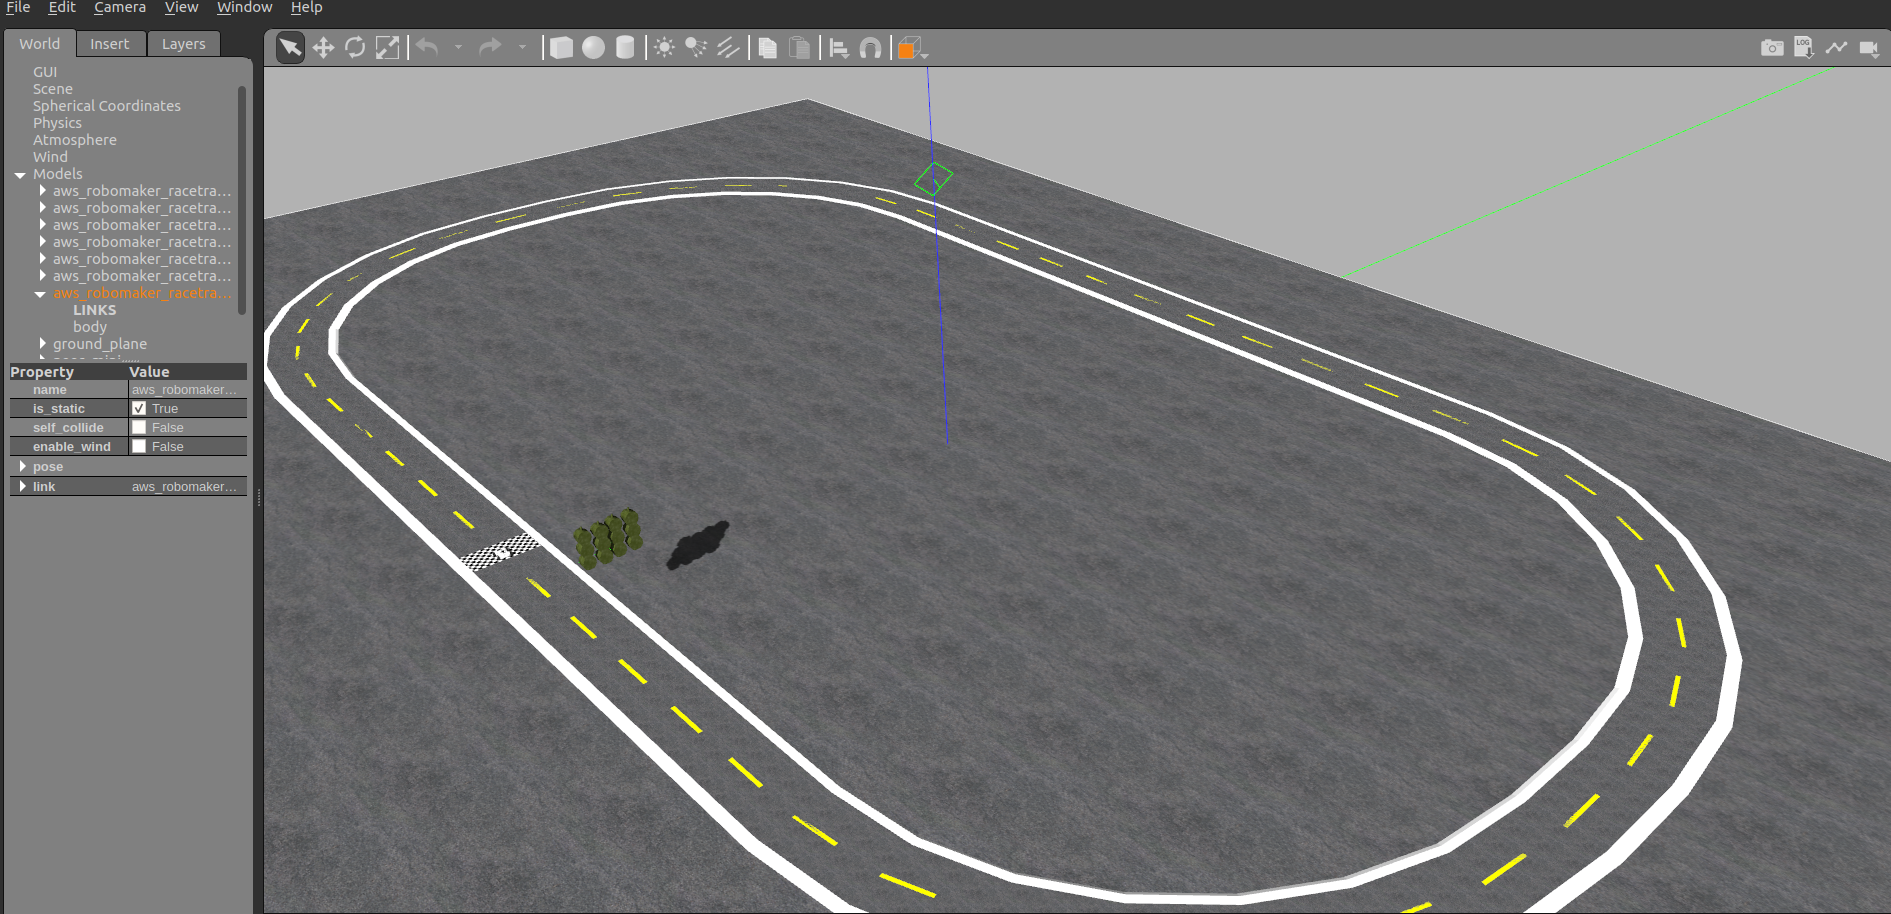 File Edit Camera View Window Help
World Insert Layers
LOG
GUI
Scene
Spherical Coordinates
Physics
Atmosphere
Wind
Models
aws_robomaker_racetra...
aws_robomaker_racetra...
aws_robomaker_racetra...
aws_robomaker_racetra...
aws_robomaker_racetra...
aws_robomaker_racetra...
aws_robomaker_racetra...
LINKS
body
ground_plane
Property Value
name aws_robomaker...
is_static True
self_collide False
enable_wind False
pose
link aws_robomaker...